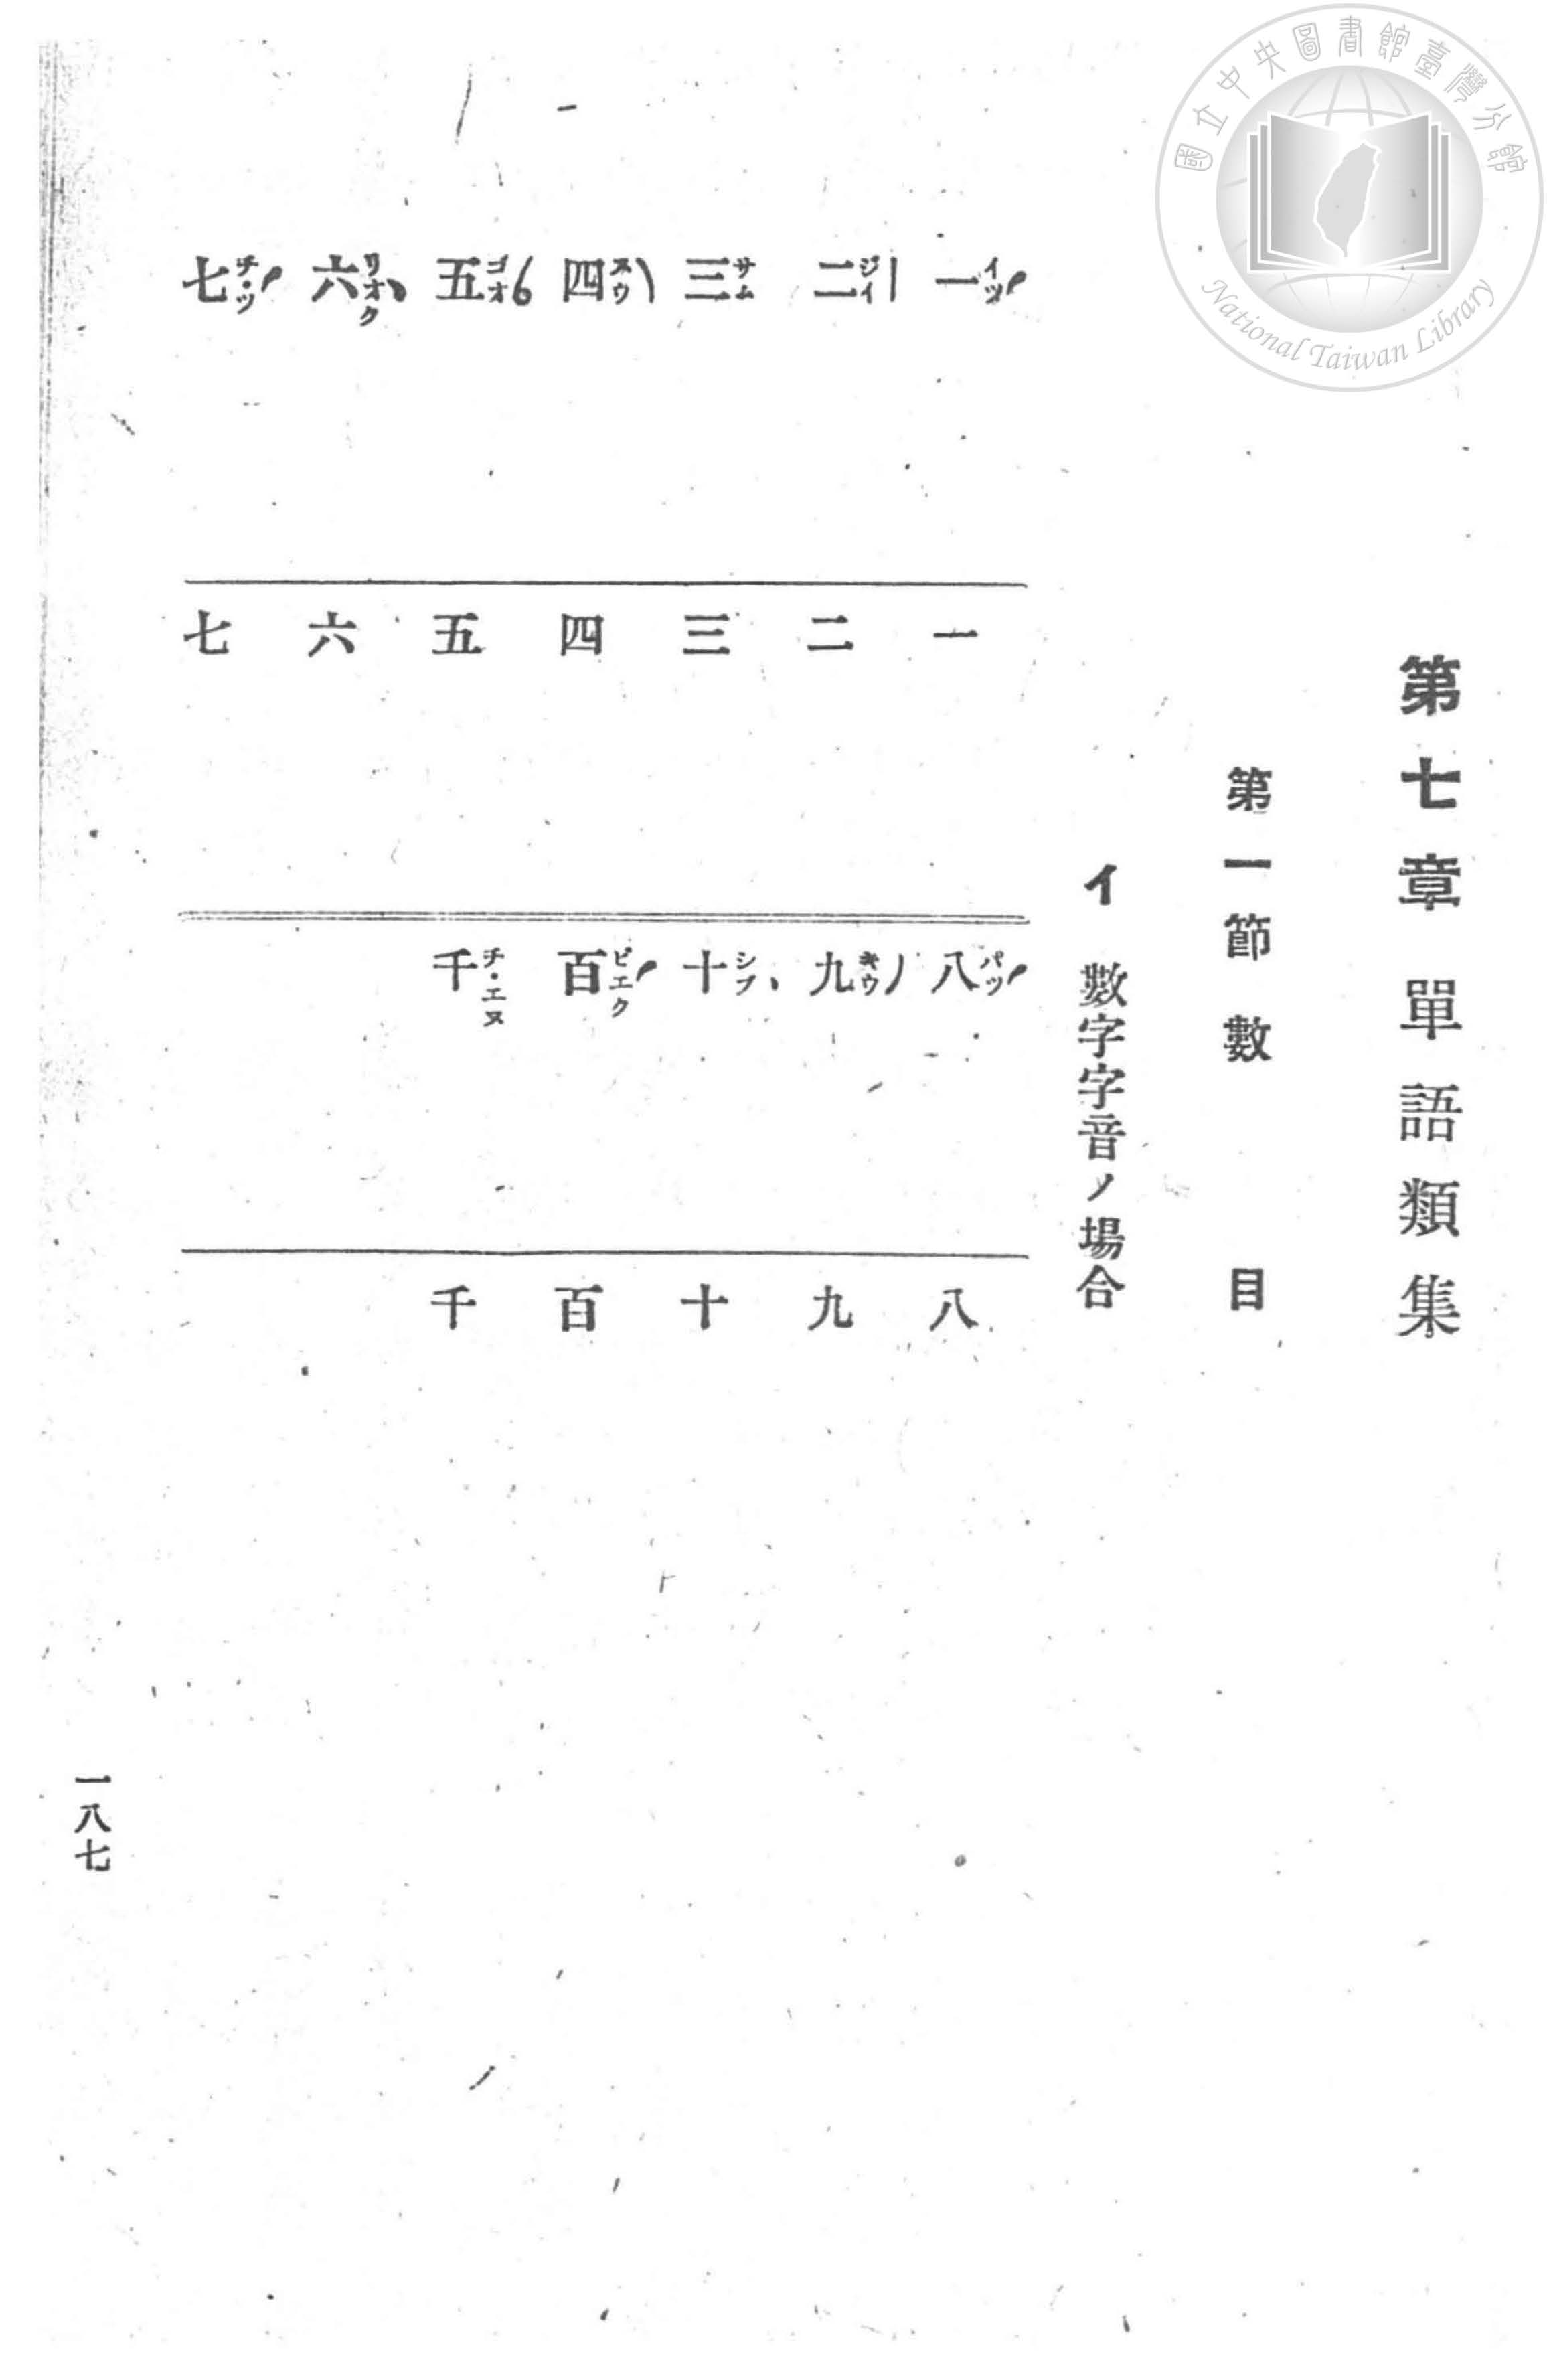 第七章 單語類集
第一節 數目
イ 數字字音ノ場合
一 イツ 一
二 ジイ 二
三 サム 三
四 スウ 四
五 ゴオ 五
六 リオク 六
七 チ・ツ 七
八 パツ 八
九 キウ 九
十 シプ 十
百 ピエク 百
千 チ・エヌ 千
一八七
國立中央圖書館臺灣分館
National Taiwan Library